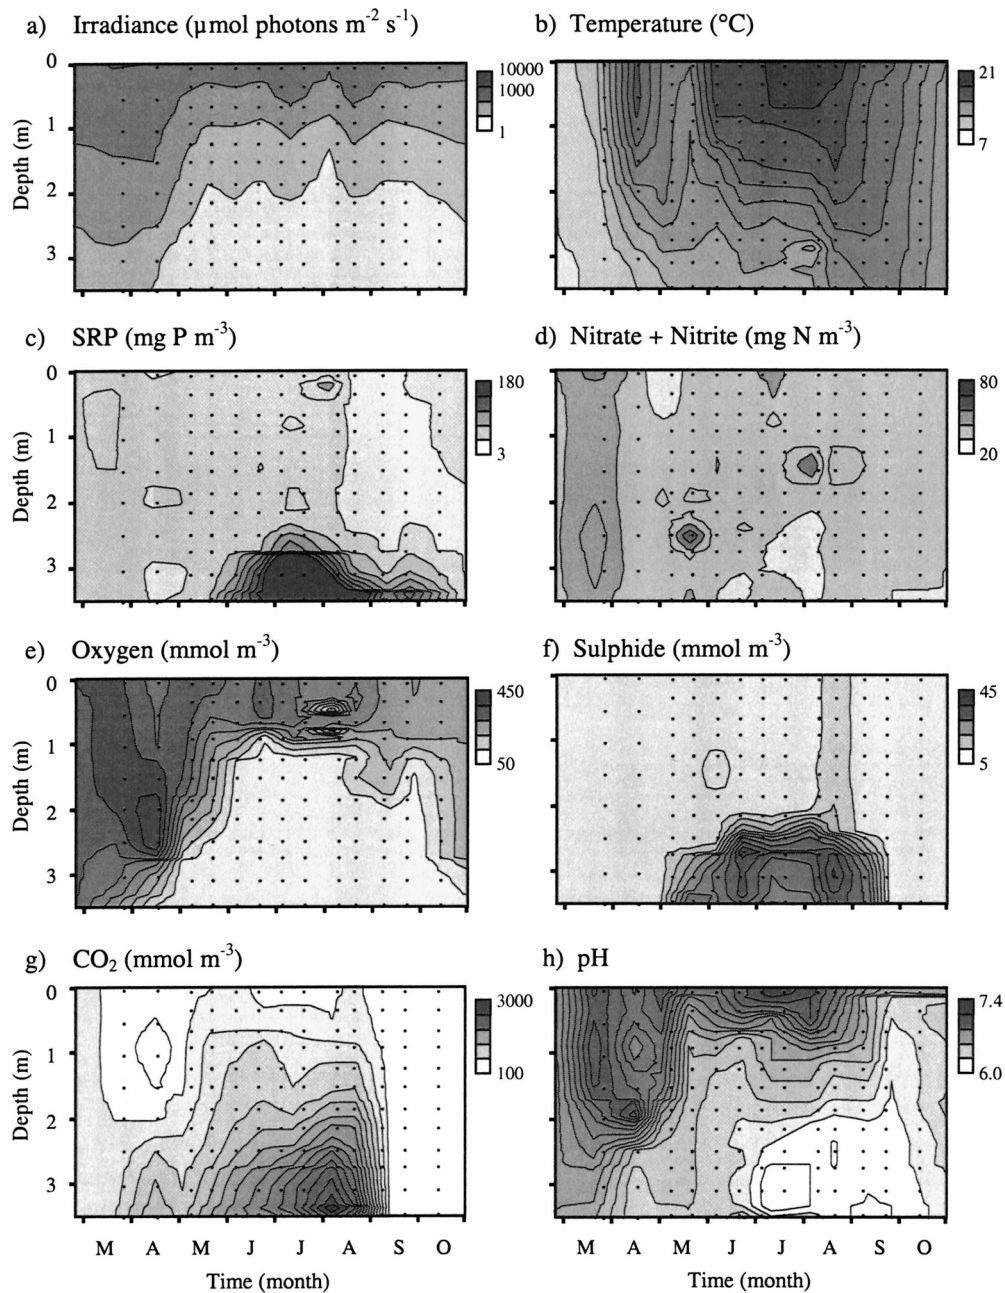 a) Irradiance (µmol photons m⁻² s⁻¹)
b) Temperature (°C)
0
1
2
3
Depth (m)
10000
1000
1
21
7
c) SRP (mg P m⁻³)
d) Nitrate + Nitrite (mg N m⁻³)
0
1
2
3
Depth (m)
180
3
80
20
e) Oxygen (mmol m⁻³)
f) Sulphide (mmol m⁻³)
0
1
2
3
Depth (m)
450
50
45
5
g) CO₂ (mmol m⁻³)
h) pH
0
1
2
3
Depth (m)
3000
100
7.4
6.0
M A M J J A S O
M A M J J A S O
Time (month)
Time (month)